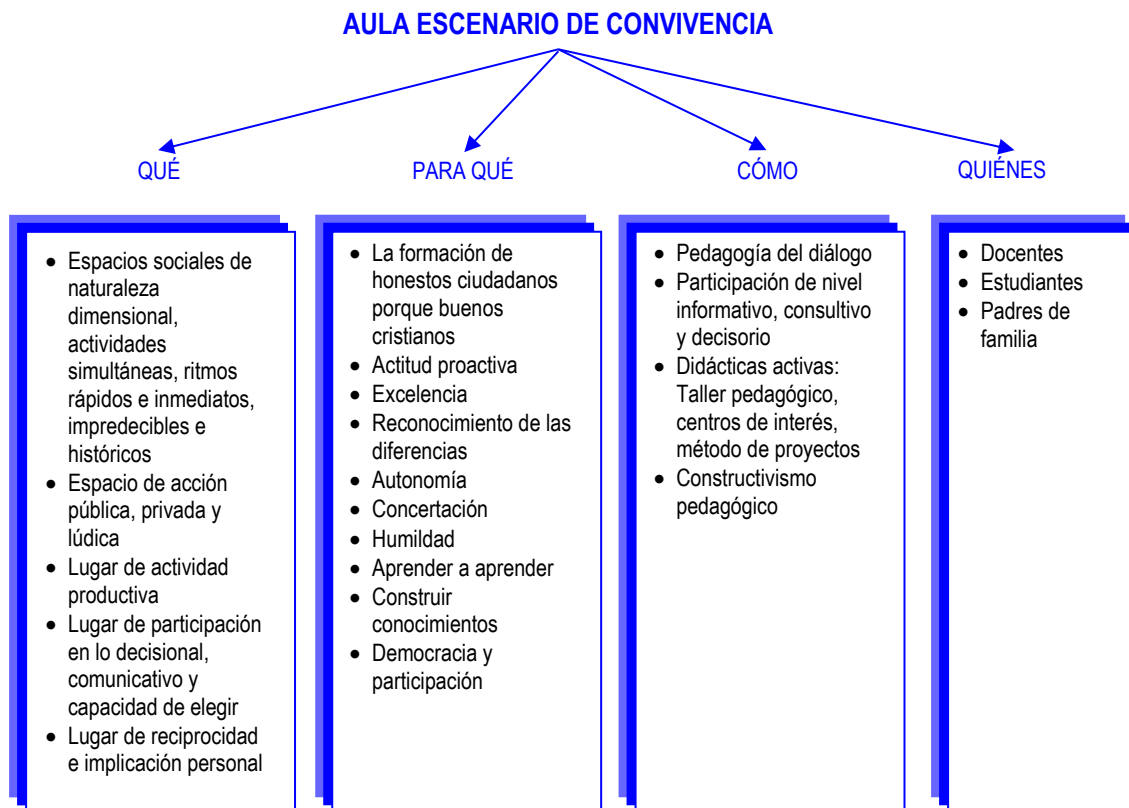 AULA ESCENARIO DE CONVIVENCIA
QUÉ
PARA QUÉ
CÓMO
QUIÉNES
• Espacios sociales de
naturaleza
dimensional,
actividades
simultáneas, ritmos
rápidos e inmediatos,
impredecibles e
históricos
• Espacio de acción
pública, privada y
lúdica
• Lugar de actividad
productiva
• Lugar de participación
en lo decisional,
comunicativo y
capacidad de elegir
• Lugar de reciprocidad
e implicación personal
• La formación de
honestos ciudadanos
porque buenos
cristianos
• Actitud proactiva
• Excelencia
• Reconocimiento de las
diferencias
• Autonomía
• Concertación
• Humildad
• Aprender a aprender
• Construir
conocimientos
• Democracia y
participación
• Pedagogía del diálogo
• Participación de nivel
informativo, consultivo
y decisorio
• Didácticas activas:
Taller pedagógico,
centros de interés,
método de proyectos
• Constructivismo
pedagógico
• Docentes
• Estudiantes
• Padres de
familia